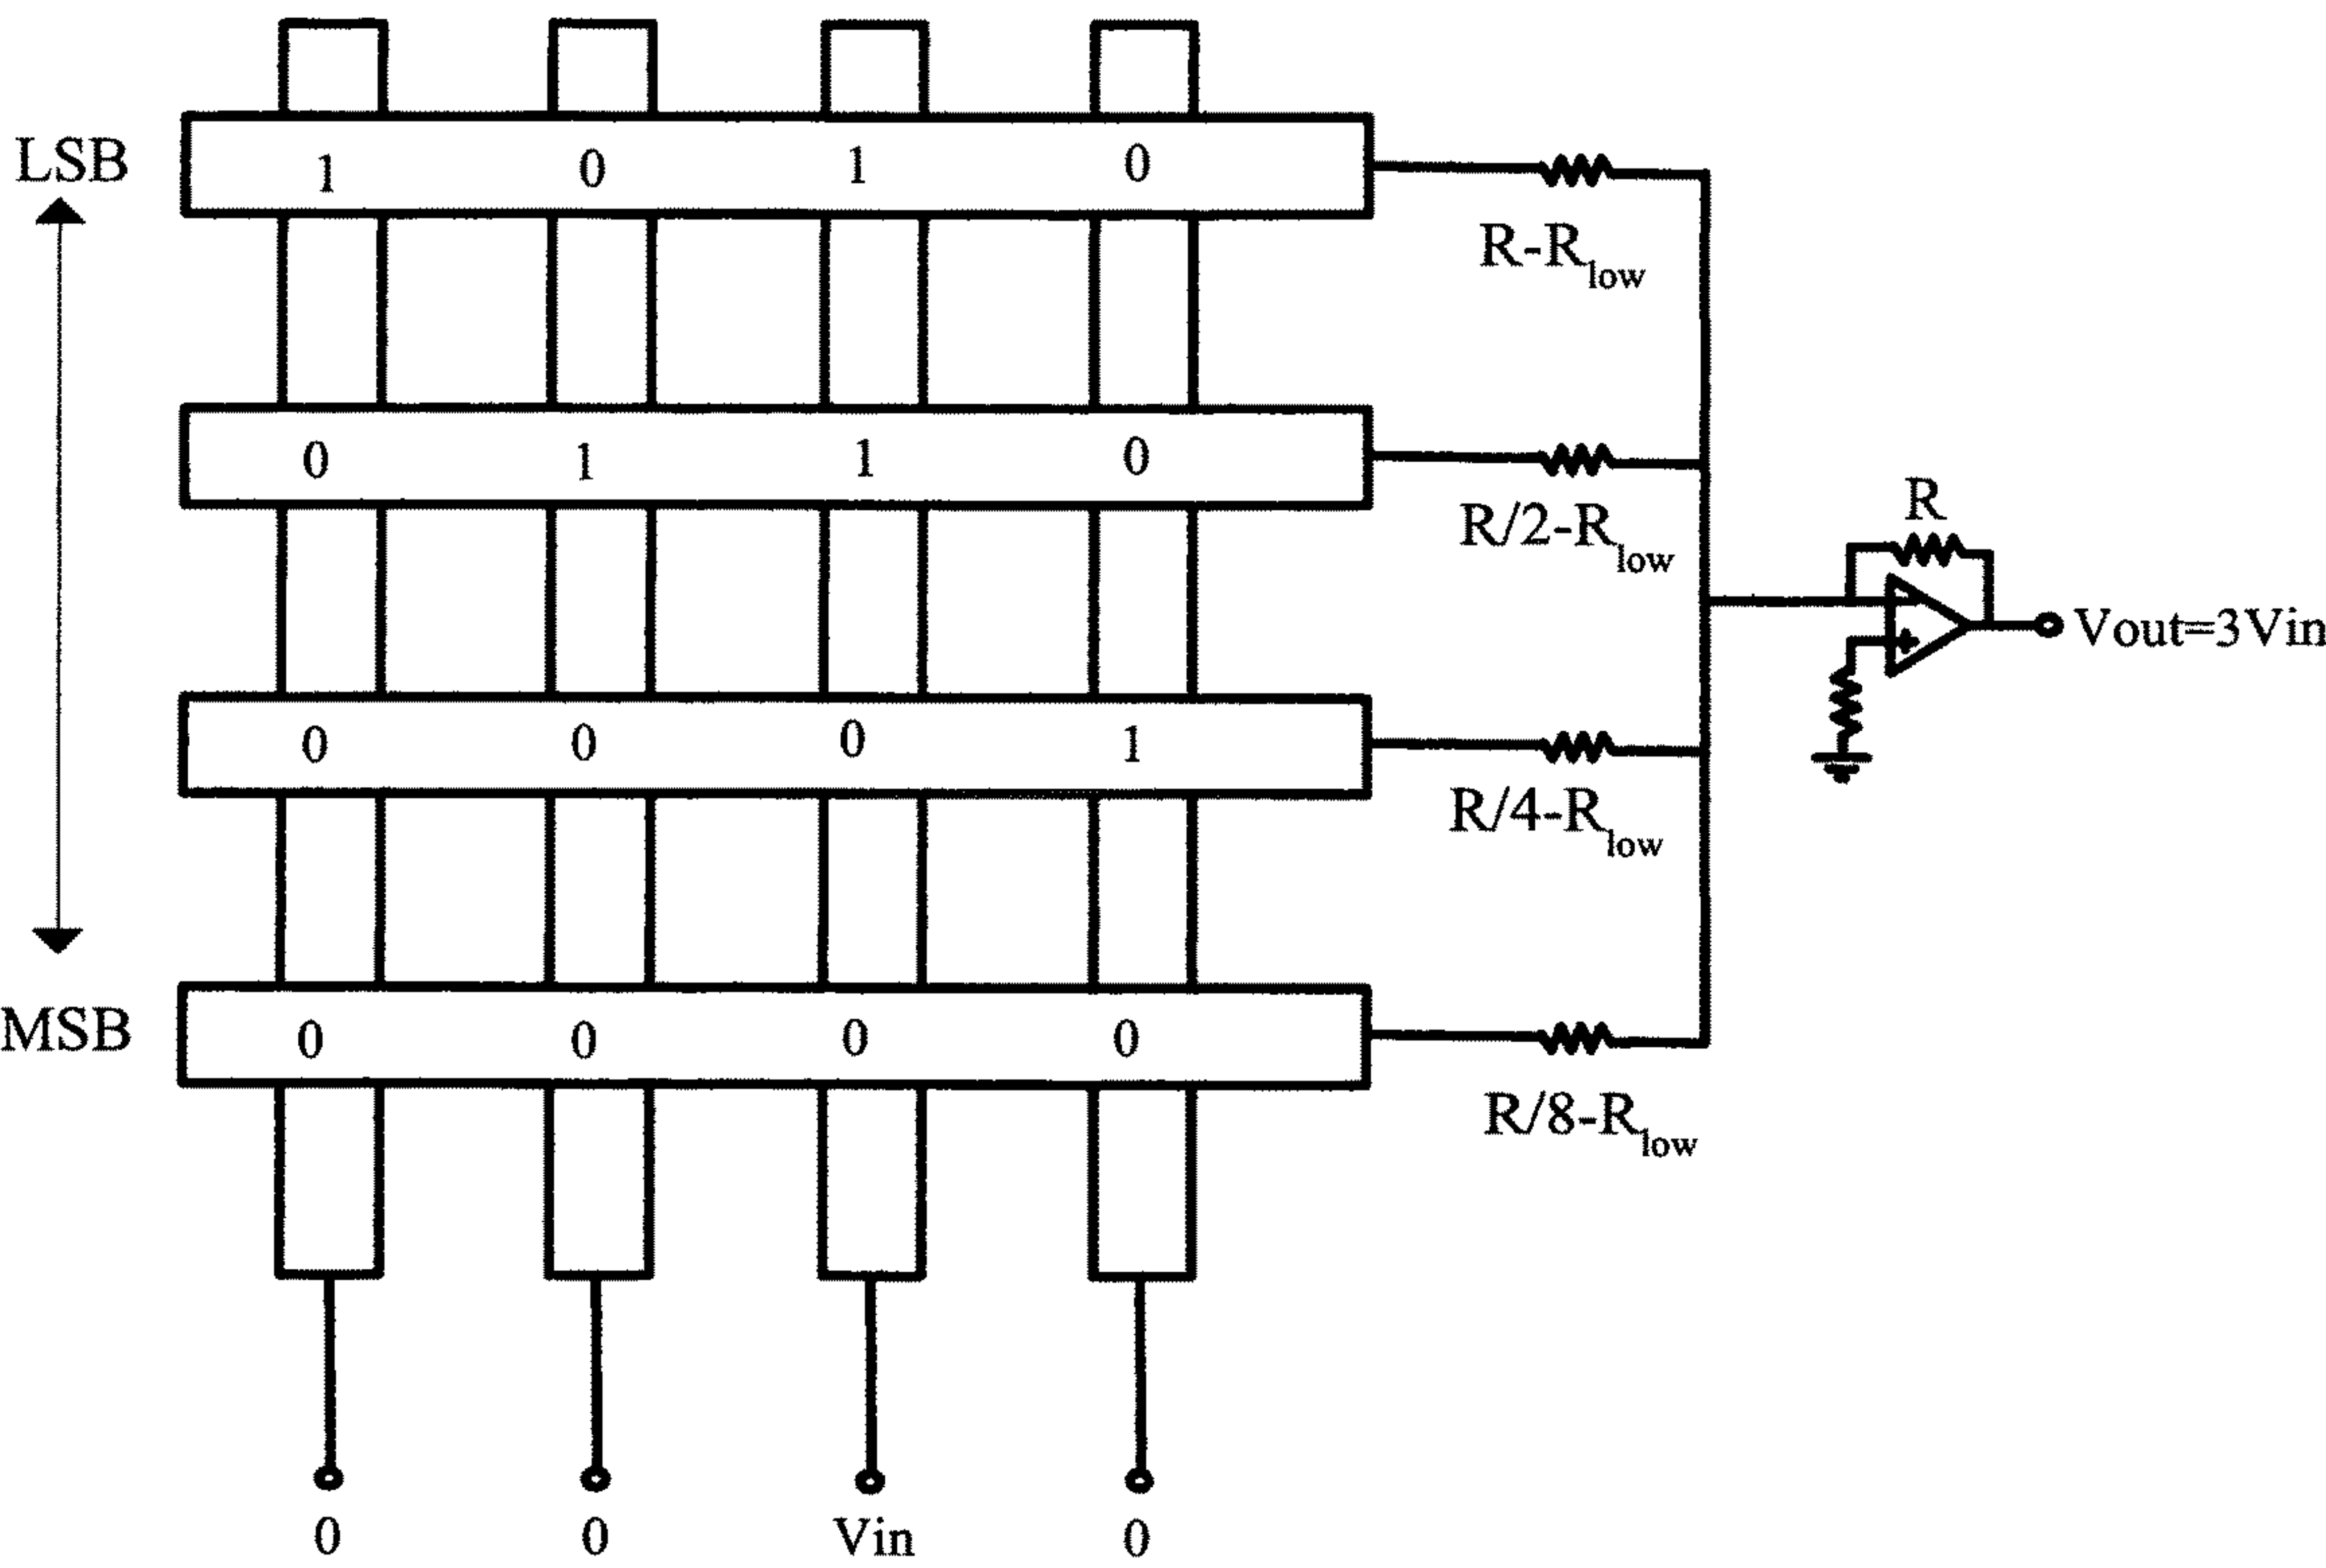 LSB 1 0 1 0
R-Rlow
0 1 1 0
R/2-Rlow
R
Vout=3Vin
+
0 0 0 1
R/4-Rlow
MSB 0 0 0 0
R/8-Rlow
0 0 Vin 0